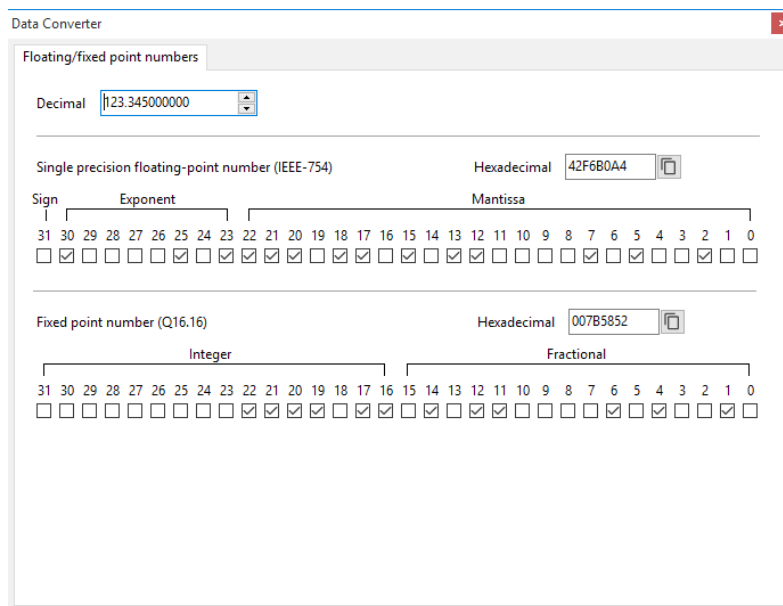 Data Converter
Floating/fixed point numbers
Decimal 123.345000000
Single precision floating-point number (IEEE-754) Hexadecimal 42F6B0A4
Sign Exponent Mantissa
31 30 29 28 27 26 25 24 23 22 21 20 19 18 17 16 15 14 13 12 11 10 9 8 7 6 5 4 3 2 1 0
Fixed point number (Q16.16) Hexadecimal 007B5852
Integer Fractional
31 30 29 28 27 26 25 24 23 22 21 20 19 18 17 16 15 14 13 12 11 10 9 8 7 6 5 4 3 2 1 0